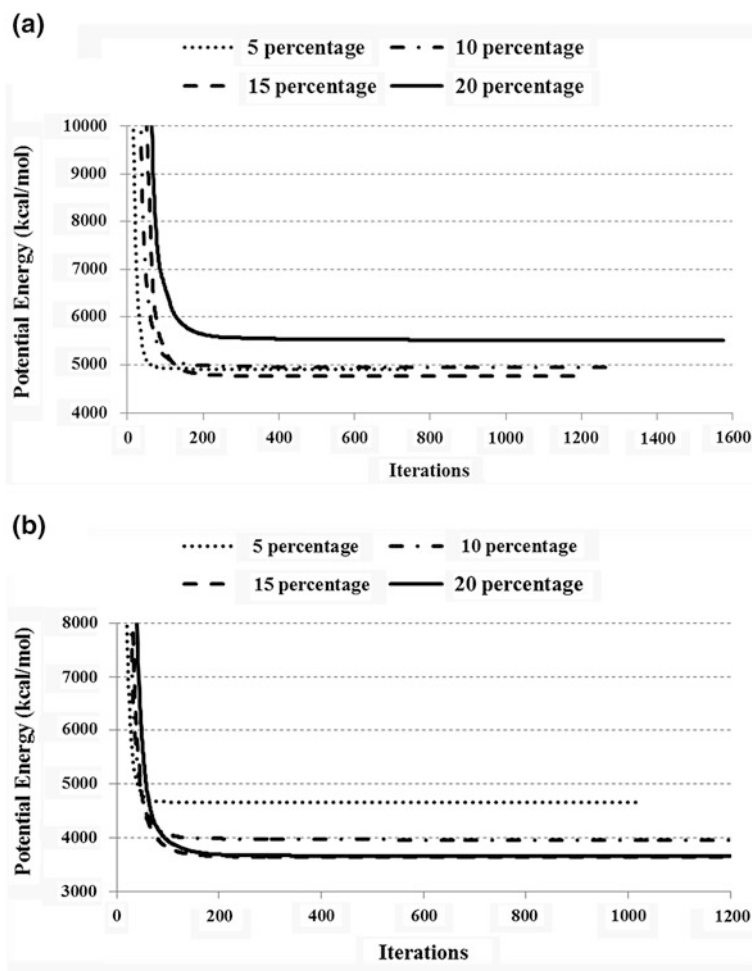 (a)
5 percentage 10 percentage
15 percentage 20 percentage
10000
9000
8000
7000
6000
5000
4000
Potential Energy (kcal/mol)
0 200 400 600 800 1000 1200 1400 1600
Iterations
(b)
5 percentage 10 percentage
15 percentage 20 percentage
8000
7000
6000
5000
4000
3000
Potential Energy (kcal/mol)
0 200 400 600 800 1000 1200
Iterations